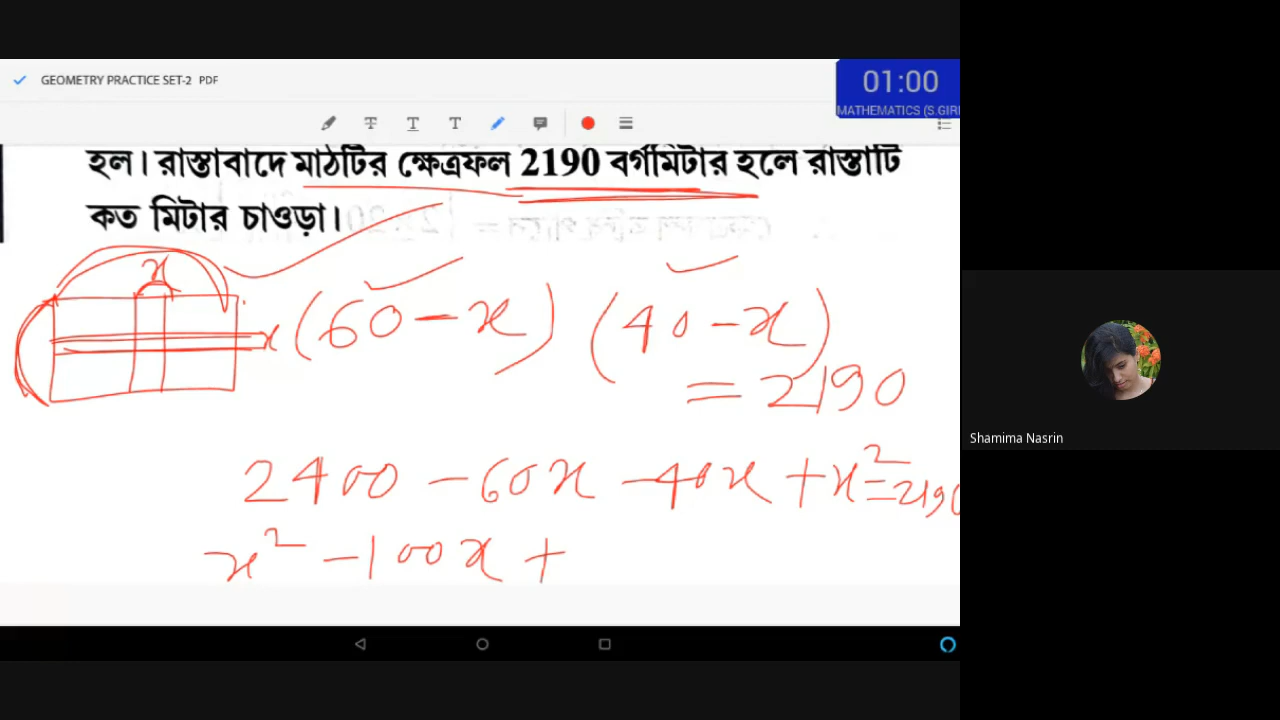 01:00
GEOMETRY PRACTICE SET-2 PDF
MATHEMATICS (S.GIRI
T T T
হল। রাস্তাবাদে মাঠটির ক্ষেত্রফল 2190 বর্গমিটার হলে রাস্তাটি
কত মিটার চাওড়া।
x
x (60-x) (40-x)
= 2190
2400 - 60x - 40x + x² = 2190
x² - 100x +
Shamima Nasrin